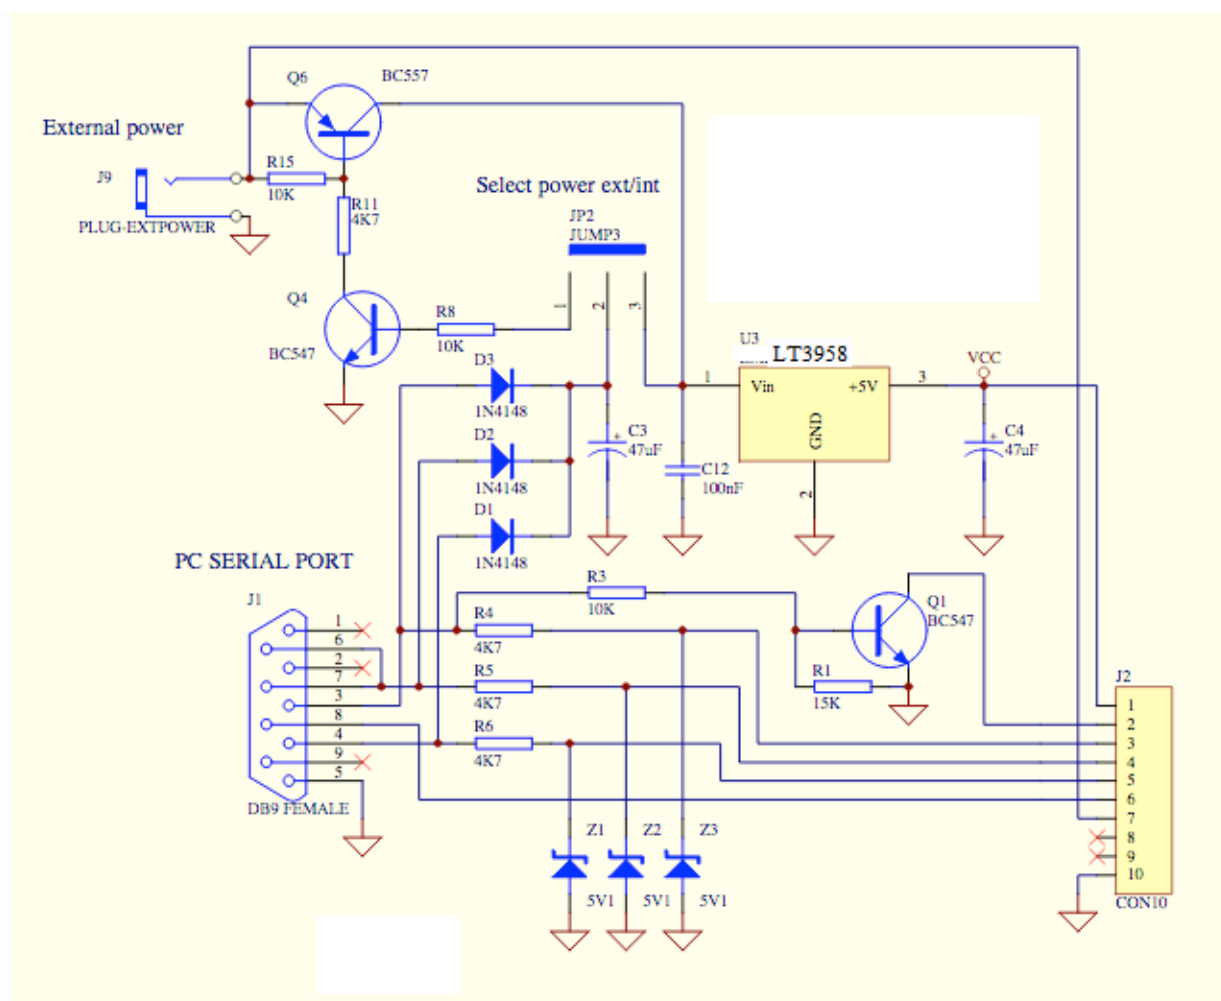 Q6
BC557
External power
J9
R15
10K
R11
4K7
PLUG-EXTPOWER
Select power ext/int
JP2
JUMP3
1
2
3
Q4
BC547
R8
10K
U3
LT3958
1
Vin
+5V
3
GND
2
VCC
D3
1N4148
D2
1N4148
D1
1N4148
+
C3
47uF
C12
100nF
+
C4
47uF
PC SERIAL PORT
J1
1
6
2
7
3
8
4
9
5
DB9 FEMALE
R3
10K
R4
4K7
R5
4K7
R6
4K7
Q1
BC547
R1
15K
Z1
5V1
Z2
5V1
Z3
5V1
J2
1
2
3
4
5
6
7
8
9
10
CON10